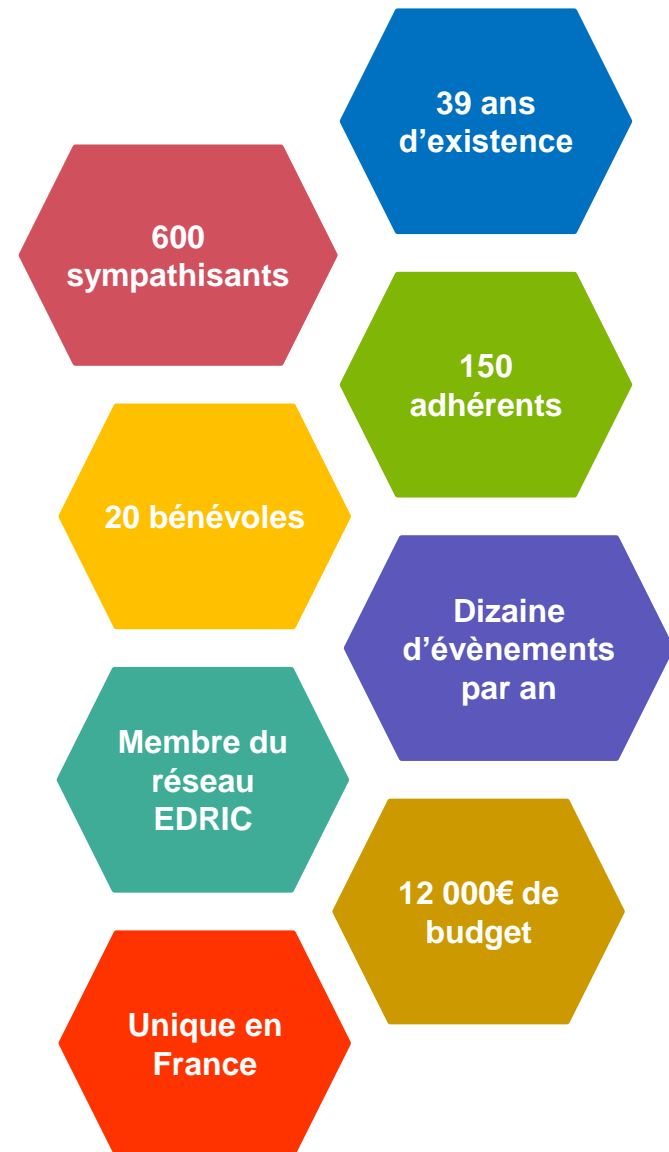 39 ans
d’existence
600
sympathisants
150
adhérents
20 bénévoles
Dizaine
d’évènements
par an
Membre du
réseau
EDRIC
12 000€ de
budget
Unique en
France